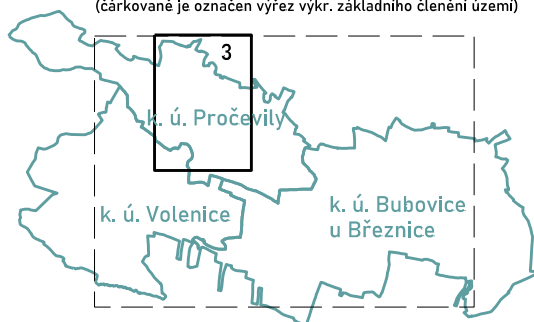 (čárkovaně je označen výřez výkr. základního členění území)
3
k. ú. Pročevily
k. ú. Volenice
k. ú. Bubovice
u Březnice